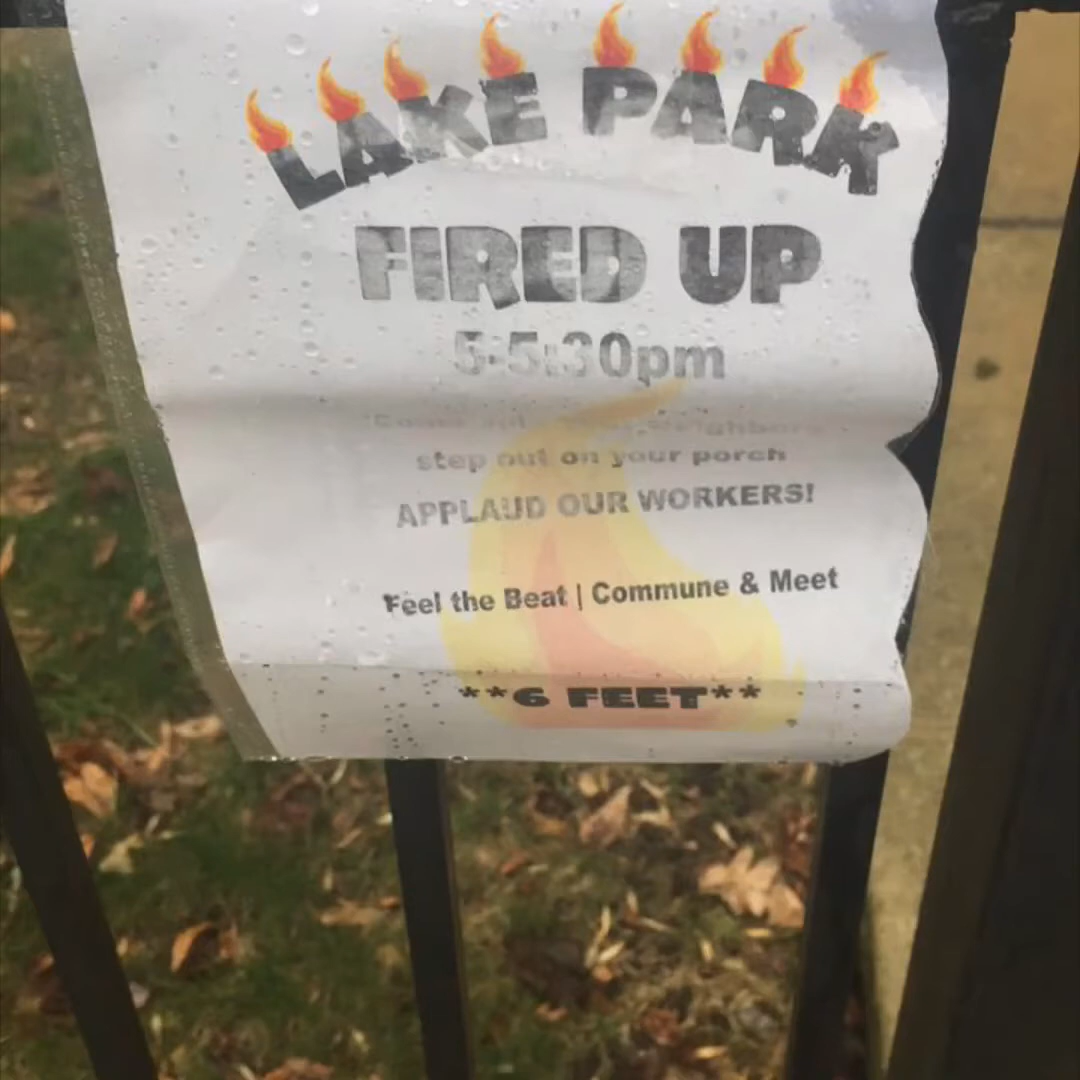 LAKE PARK
FIRED UP
5-5:30pm
Neighbors
step out on your porch
APPLAUD OUR WORKERS!
Feel the Beat | Commune & Meet
**6 FEET**